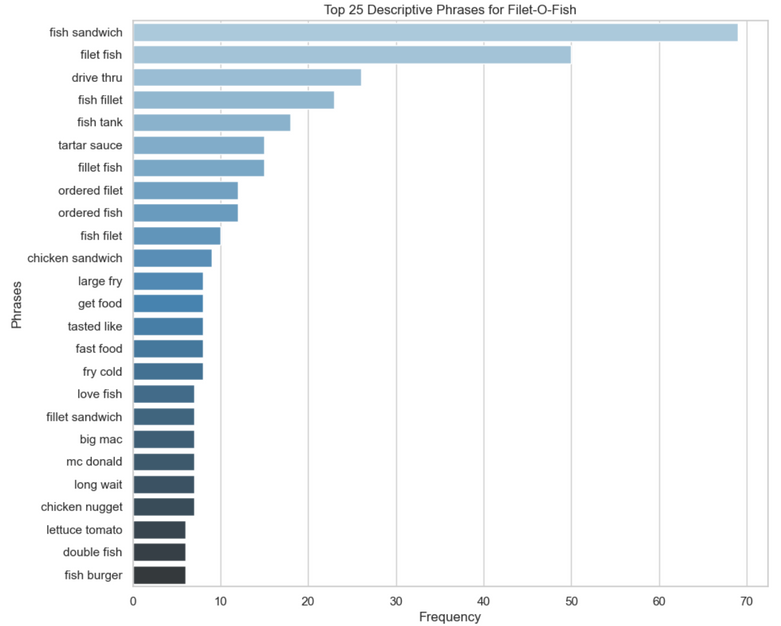 Top 25 Descriptive Phrases for Filet-O-Fish
fish sandwich
filet fish
drive thru
fish fillet
fish tank
tartar sauce
fillet fish
ordered filet
ordered fish
fish filet
chicken sandwich
large fry
get food
tasted like
fast food
fry cold
love fish
fillet sandwich
big mac
mc donald
long wait
chicken nugget
lettuce tomato
double fish
fish burger
Phrases
0 10 20 30 40 50 60 70
Frequency